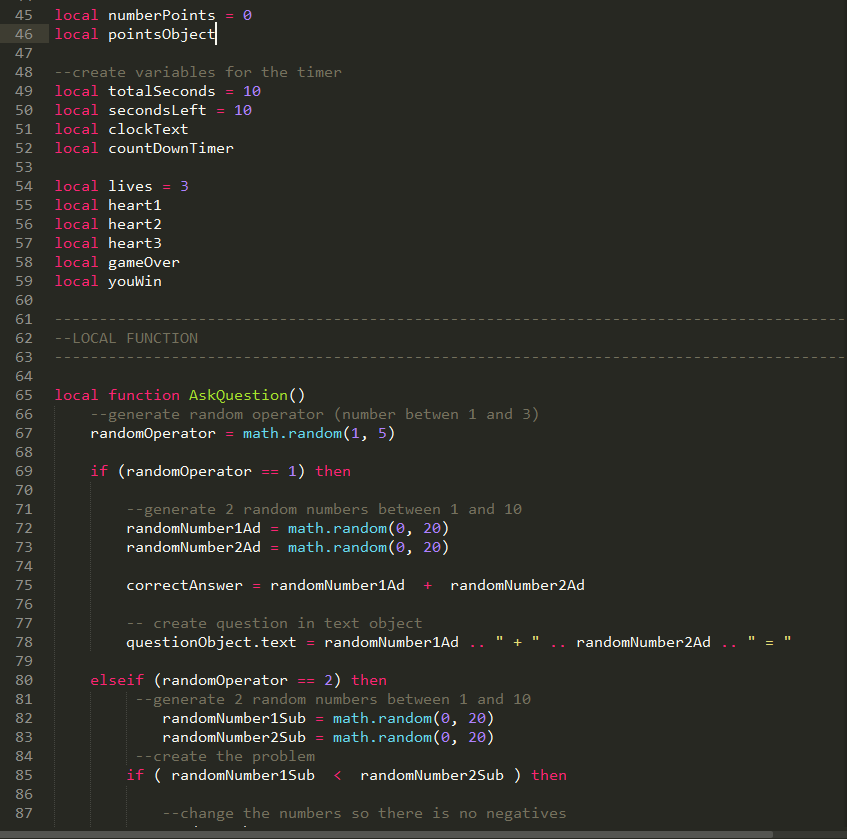 45 local numberPoints = 0
46 local pointsObject
47
48 --create variables for the timer
49 local totalSeconds = 10
50 local secondsLeft = 10
51 local clockText
52 local countDownTimer
53
54 local lives = 3
55 local heart1
56 local heart2
57 local heart3
58 local gameOver
59 local youWin
60
61 ----------------------------------------------------------------------------------------
62 --LOCAL FUNCTION
63 ----------------------------------------------------------------------------------------
64
65 local function AskQuestion()
66     --generate random operator (number betwen 1 and 3)
67     randomOperator = math.random(1, 5)
68
69     if (randomOperator == 1) then
70
71         --generate 2 random numbers between 1 and 10
72         randomNumber1Ad = math.random(0, 20)
73         randomNumber2Ad = math.random(0, 20)
74
75         correctAnswer = randomNumber1Ad  +  randomNumber2Ad
76
77         -- create question in text object
78         questionObject.text = randomNumber1Ad .. " + " .. randomNumber2Ad .. " = "
79
80     elseif (randomOperator == 2) then
81          --generate 2 random numbers between 1 and 10
82             randomNumber1Sub = math.random(0, 20)
83             randomNumber2Sub = math.random(0, 20)
84          --create the problem
85         if ( randomNumber1Sub  <  randomNumber2Sub ) then
86
87             --change the numbers so there is no negatives